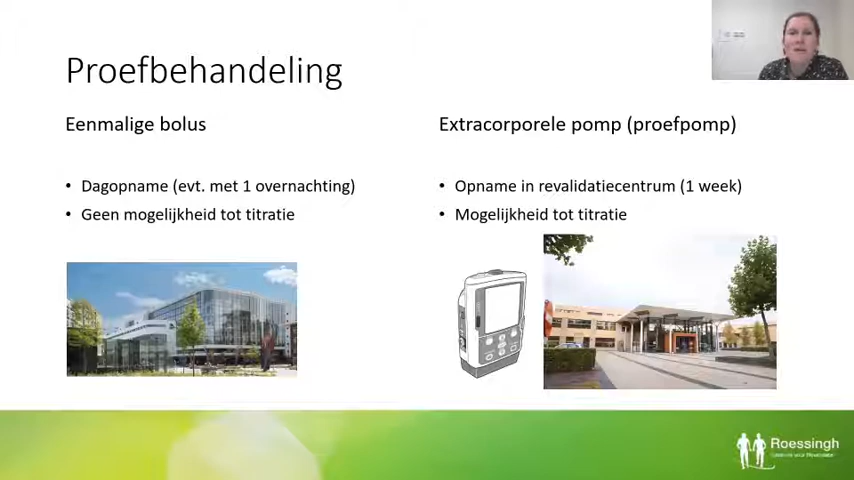 Proefbehandeling
Eenmalige bolus
• Dagopname (evt. met 1 overnachting)
• Geen mogelijkheid tot titratie
Extracorporele pomp (proefpomp)
• Opname in revalidatiecentrum (1 week)
• Mogelijkheid tot titratie
Roessingh